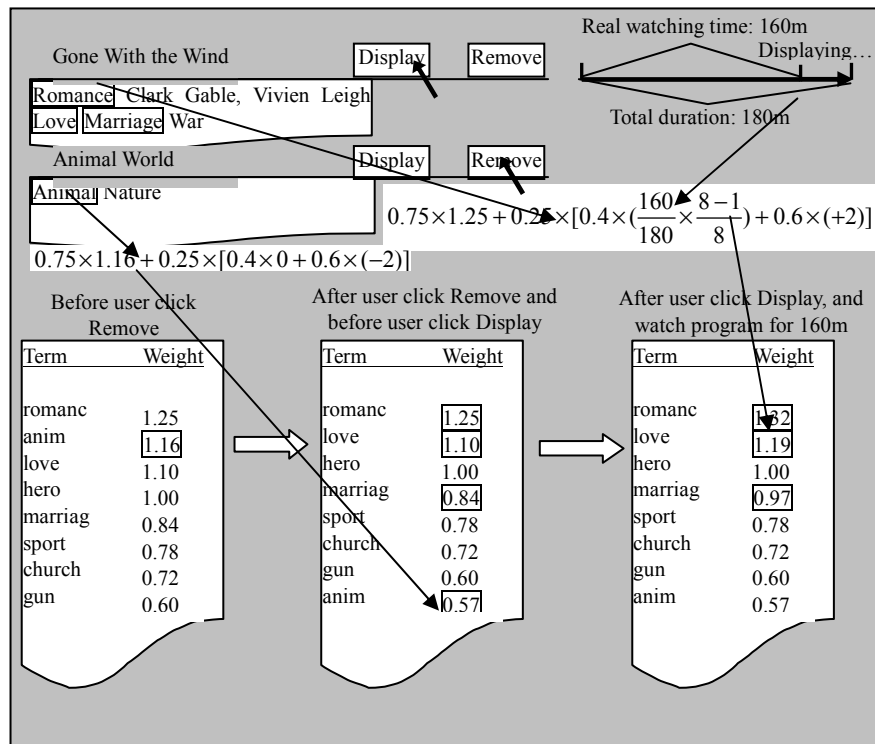 Real watching time: 160m
Gone With the Wind Display Remove Displaying…
Romance Clark Gable, Vivien Leigh
Love Marriage War
Total duration: 180m
Animal World Display Remove
Animal Nature
0.75×1.25+0.25×[0.4×(160/180×8−1/8)+0.6×(+2)]
0.75×1.16+0.25×[0.4×0+0.6×(−2)]
Before user click
Remove
After user click Remove and
before user click Display
After user click Display, and
watch program for 160m
Term Weight
romanc 1.25
anim 1.16
love 1.10
hero 1.00
marriag 0.84
sport 0.78
church 0.72
gun 0.60
Term Weight
romanc 1.25
love 1.10
hero 1.00
marriag 0.84
sport 0.78
church 0.72
gun 0.60
anim 0.57
Term Weight
romanc 1.32
love 1.19
hero 1.00
marriag 0.97
sport 0.78
church 0.72
gun 0.60
anim 0.57